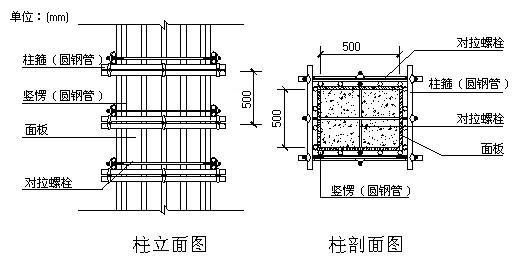 单位：(mm)
柱箍（圆钢管）
竖愣（圆钢管）
面板
对拉螺栓
500
柱立面图
500
500
对拉螺栓
柱箍（圆钢管）
对拉螺栓
面板
竖愣（圆钢管）
柱剖面图